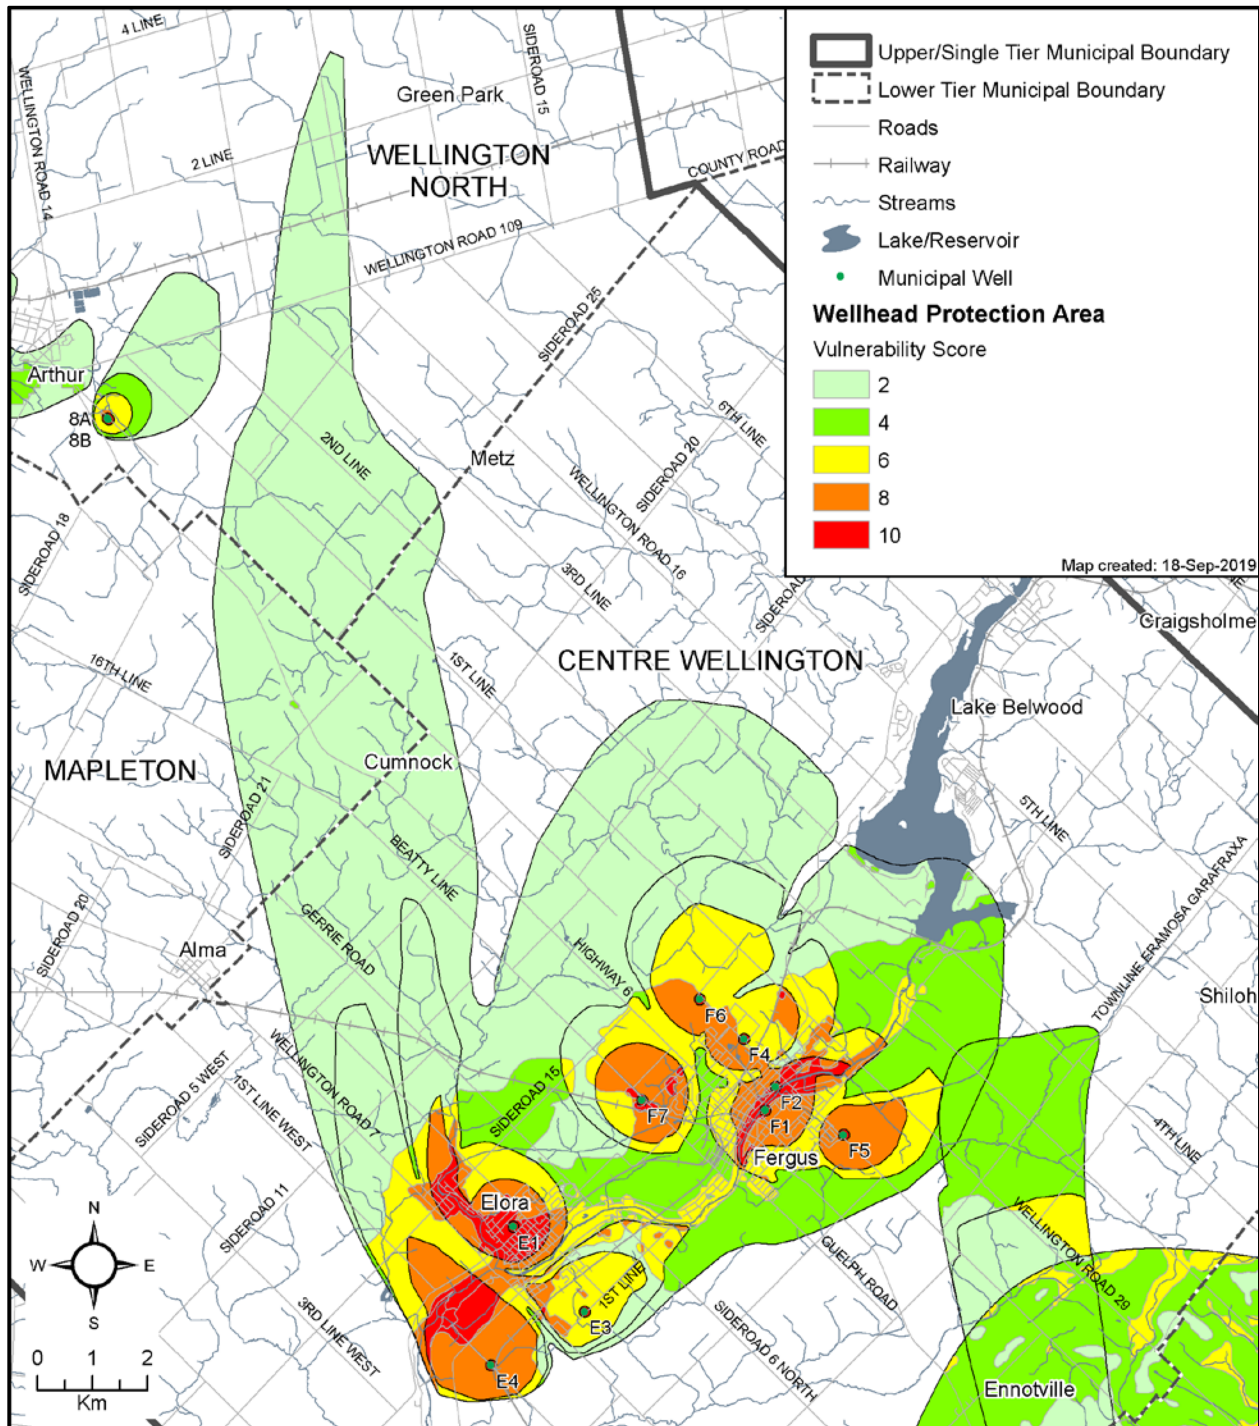 4 LINE
WELLINGTON ROAD 14
SIDEROAD 15
Green Park
2 LINE
WELLINGTON
NORTH
COUNTY ROAD
WELLINGTON ROAD 109
SIDEROAD 25
Arthur
8A
8B
2ND LINE
Metz
6TH LINE
SIDEROAD 20
WELLINGTON ROAD 16
SIDEROAD 18
3RD LINE
SIDEROAD
16TH LINE
1ST LINE
CENTRE WELLINGTON
Craigsholme
Lake Belwood
MAPLETON
Cumnock
SIDEROAD 21
5TH LINE
BEATTY LINE
GERRIE ROAD
SIDEROAD 20
Alma
HIGHWAY 6
TOWNLINE ERAMOSA GARAFRAXA
Shiloh
F6
F4
WELLINGTON ROAD 7
SIDEROAD 5 WEST
1ST LINE WEST
SIDEROAD 15
F7
F2
F1
F5
Fergus
4TH LINE
SIDEROAD 11
Elora
E1
WELLINGTON ROAD 29
GUELPH ROAD
1ST LINE
E3
3RD LINE WEST
SIDEROAD 6 NORTH
E4
Ennotville
N
W
E
S
0 1 2
Km
Upper/Single Tier Municipal Boundary
Lower Tier Municipal Boundary
Roads
Railway
Streams
Lake/Reservoir
Municipal Well
Wellhead Protection Area
Vulnerability Score
2
4
6
8
10
Map created: 18-Sep-2019